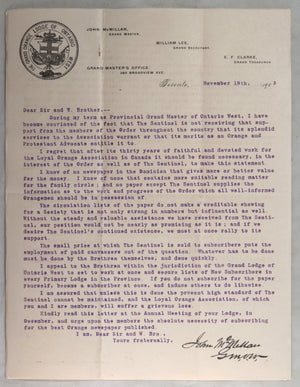 GRAND ORANGE LODGE OF ONTARIO WEST
JOHN McMILLAN,
GRAND MASTER.
WILLIAM LEE,
GRAND SECRETARY
E. F. CLARKE,
GRAND TREASURER
GRAND MASTER'S OFFICE,
BROADVIEW AVE.
Toronto, November 19th, 190
Dear Sir and W. Brother,--
During my term as Provincial Grand Master of Ontario West, I have
become convinced of the fact that The Sentinel is not receiving that sup-
port from the members of the Order throughout the country that its splendid
services to the Association warrant or that its merits as an Orange and
Protestant Advocate entitle it to.
I regret that after its thirty years of faithful and devoted work for
the Loyal Orange Association in Canada it should be found necessary, in the
interest of the Order as well as of The Sentinel, to make this statement.
I know of no newspaper in the Dominion that gives more or better value
for the money. I know of none that contains more suitable reading matter for
the family circle; and no paper except The Sentinel supplies the
information as to the work and progress of the Order which all well-informed
Orangemen should be in possession of.
The circulation lists of the paper do not make a creditable showing
for a Society that is not only strong in numbers but influential as well.
Without the steady and valuable assistance we have received from The Senti-
nel, our position would not be nearly as promising as it is; and if we
desire The Sentinel's continued existence, we must at once rally to its
support.
The small price at which The Sentinel is sold to subscribers puts the
employment of paid canvassers out of the question. Whatever has to be done
must be done by the Brethren themselves, and done quickly.
I appeal to the Brethren within the jurisdiction of the Grand Lodge of
Ontario West to set to work at once and secure lists of New Subscribers in
every Primary Lodge in the Province. If you do not subscribe for the paper
yourself, become a subscriber at once, and induce others to do likewise.
I am assured that unless this is done the present high standard of The
Sentinel cannot be maintained, and the Loyal Orange Association, of which
you and I are members, will suffer a grievous loss.
Kindly read this letter at the Annual Meeting of your Lodge, in
December, and urge upon the members the absolute necessity of subscribing
for the best Orange newspaper published.
I am, Dear Sir and W. Bro.,
Yours fraternally,
John McMillan